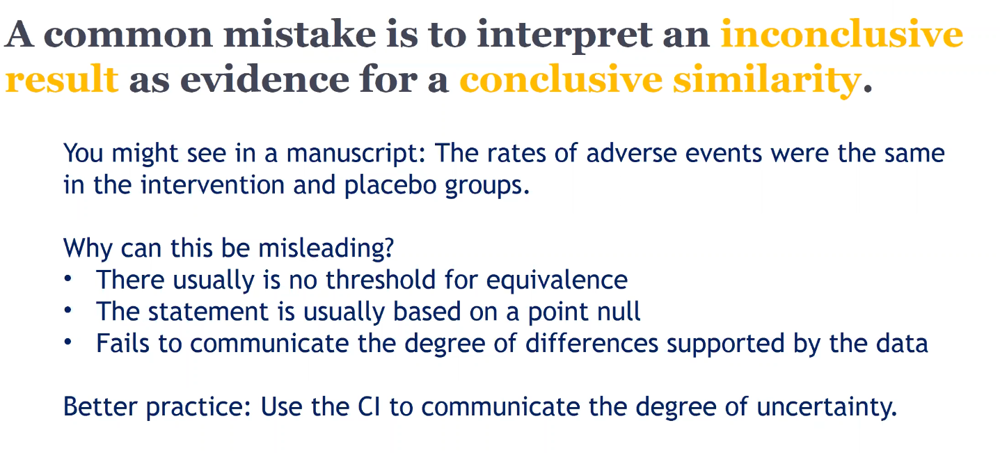 A common mistake is to interpret an inconclusive
result as evidence for a conclusive similarity.
You might see in a manuscript: The rates of adverse events were the same
in the intervention and placebo groups.
Why can this be misleading?
• There usually is no threshold for equivalence
• The statement is usually based on a point null
• Fails to communicate the degree of differences supported by the data
Better practice: Use the CI to communicate the degree of uncertainty.